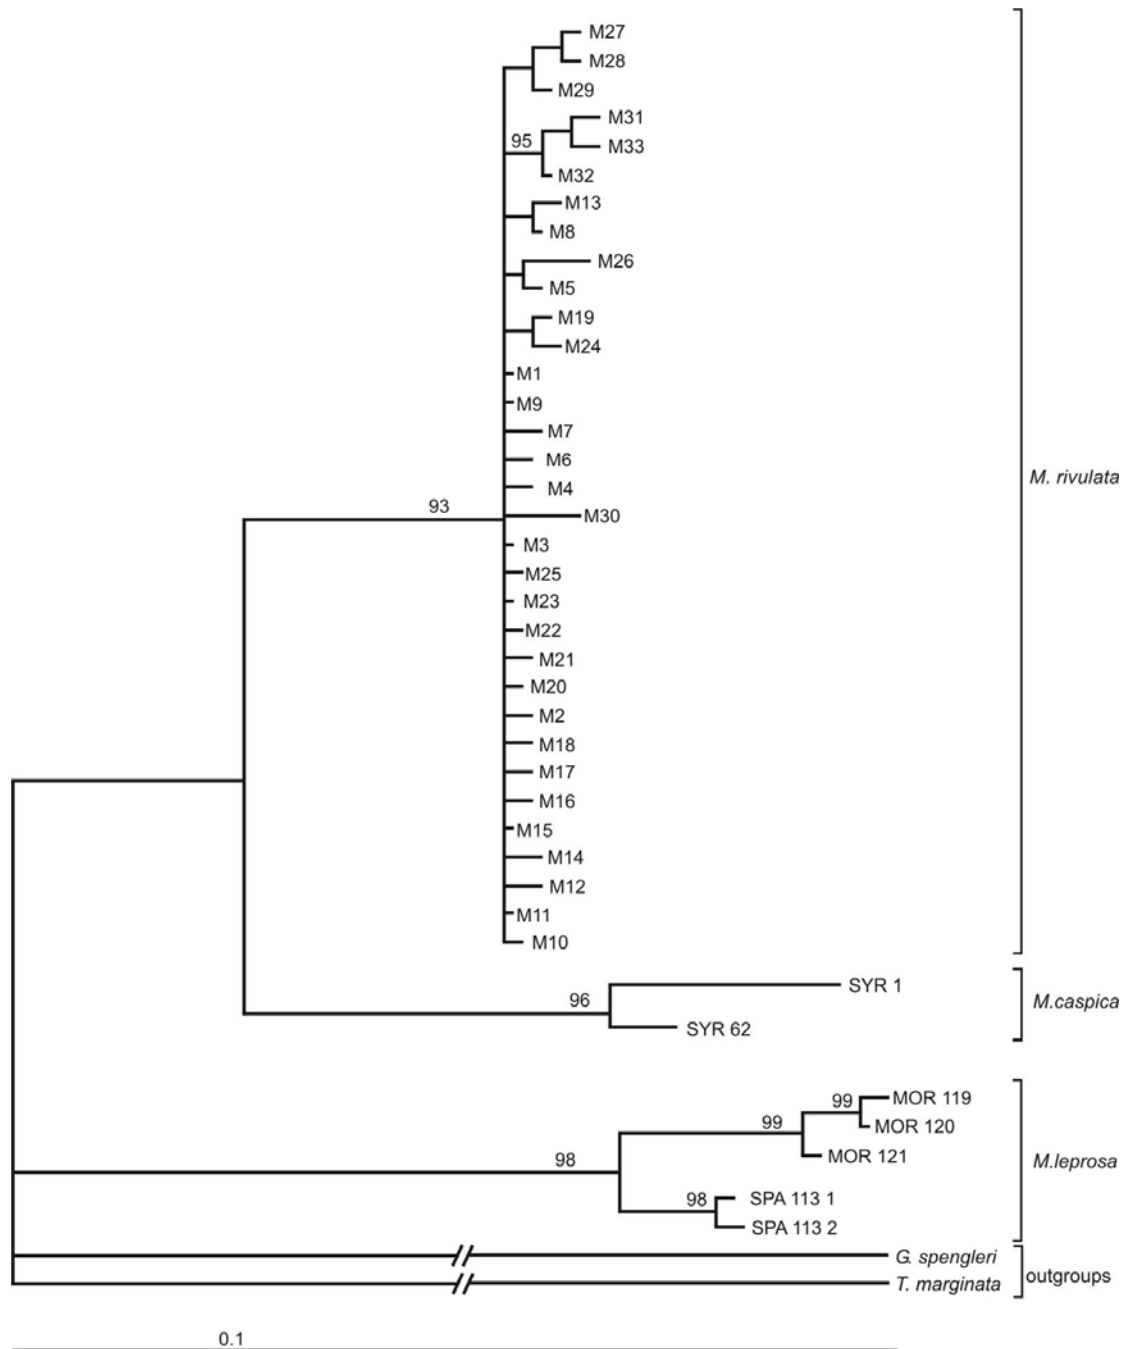 M27
M28
M29
M31
95
M33
M32
M13
M8
M26
M5
M19
M24
M1
M9
M7
M6
M. rivulata
M4
93
M30
M3
M25
M23
M22
M21
M20
M2
M18
M17
M16
M15
M14
M12
M11
M10
SYR 1
96
M.caspica
SYR 62
99
MOR 119
99
MOR 120
98
MOR 121
M.leprosa
98
SPA 113 1
SPA 113 2
G. spengleri
outgroups
T. marginata
0.1